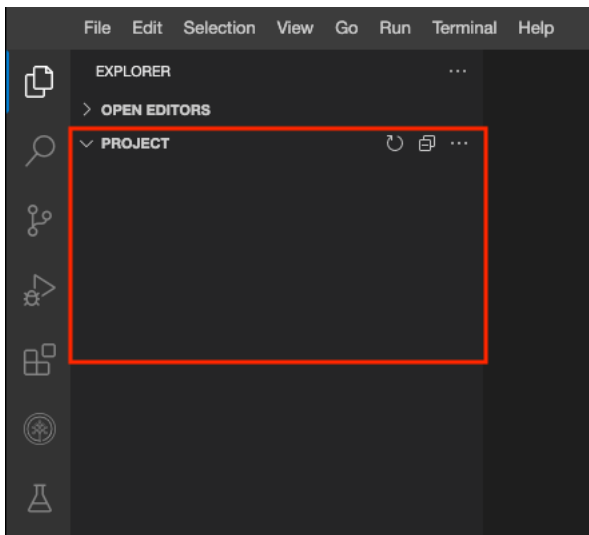 File Edit Selection View Go Run Terminal Help
EXPLORER
OPEN EDITORS
PROJECT